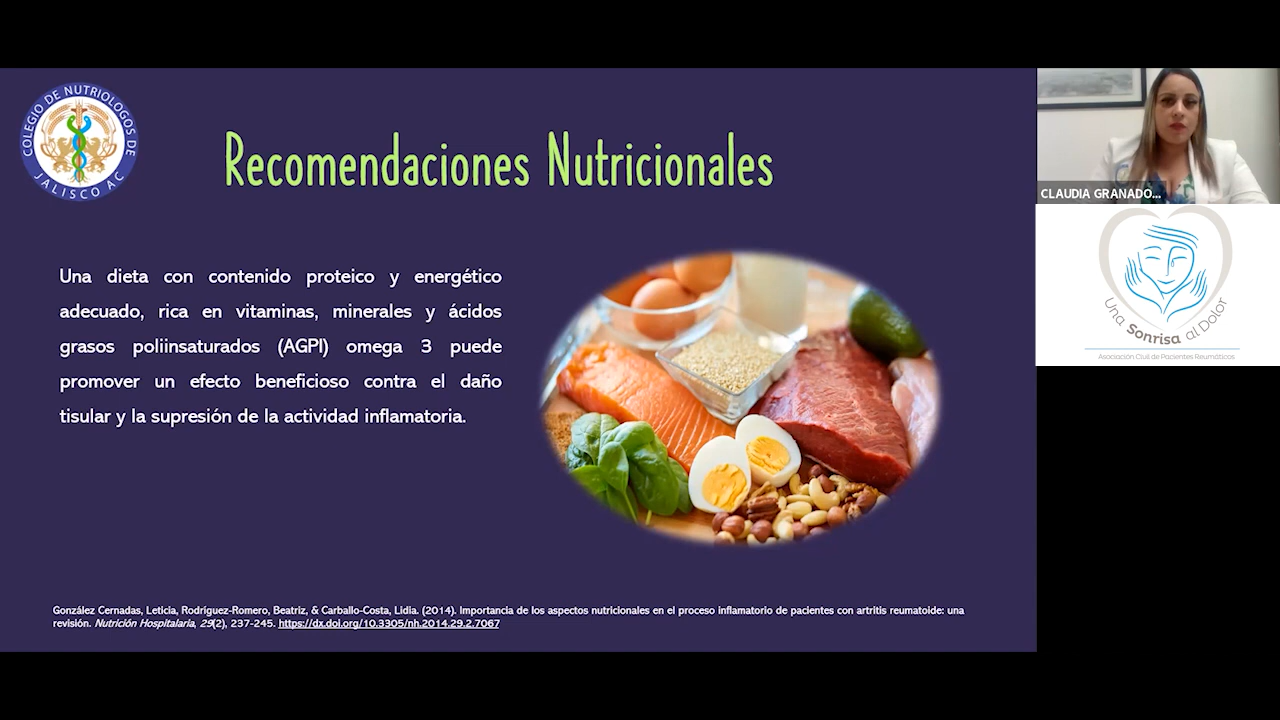 COLEGIO DE NUTRIOLOGOS DE
JALISCO AC
Recomendaciones Nutricionales
Una dieta con contenido proteico y energético
adecuado, rica en vitaminas, minerales y ácidos
grasos poliinsaturados (AGPI) omega 3 puede
promover un efecto beneficioso contra el daño
tisular y la supresión de la actividad inflamatoria.
González Cernadas, Leticia, Rodríguez-Romero, Beatriz, & Carballo-Costa, Lidia. (2014). Importancia de los aspectos nutricionales en el proceso inflamatorio de pacientes con artritis reumatoide: una
revisión. Nutrición Hospitalaria, 29(2), 237-245. https://dx.doi.org/10.3305/nh.2014.29.2.7067
CLAUDIA GRANADO...
Una Sonrisa al Dolor
Asociación Civil de Pacientes Reumáticos